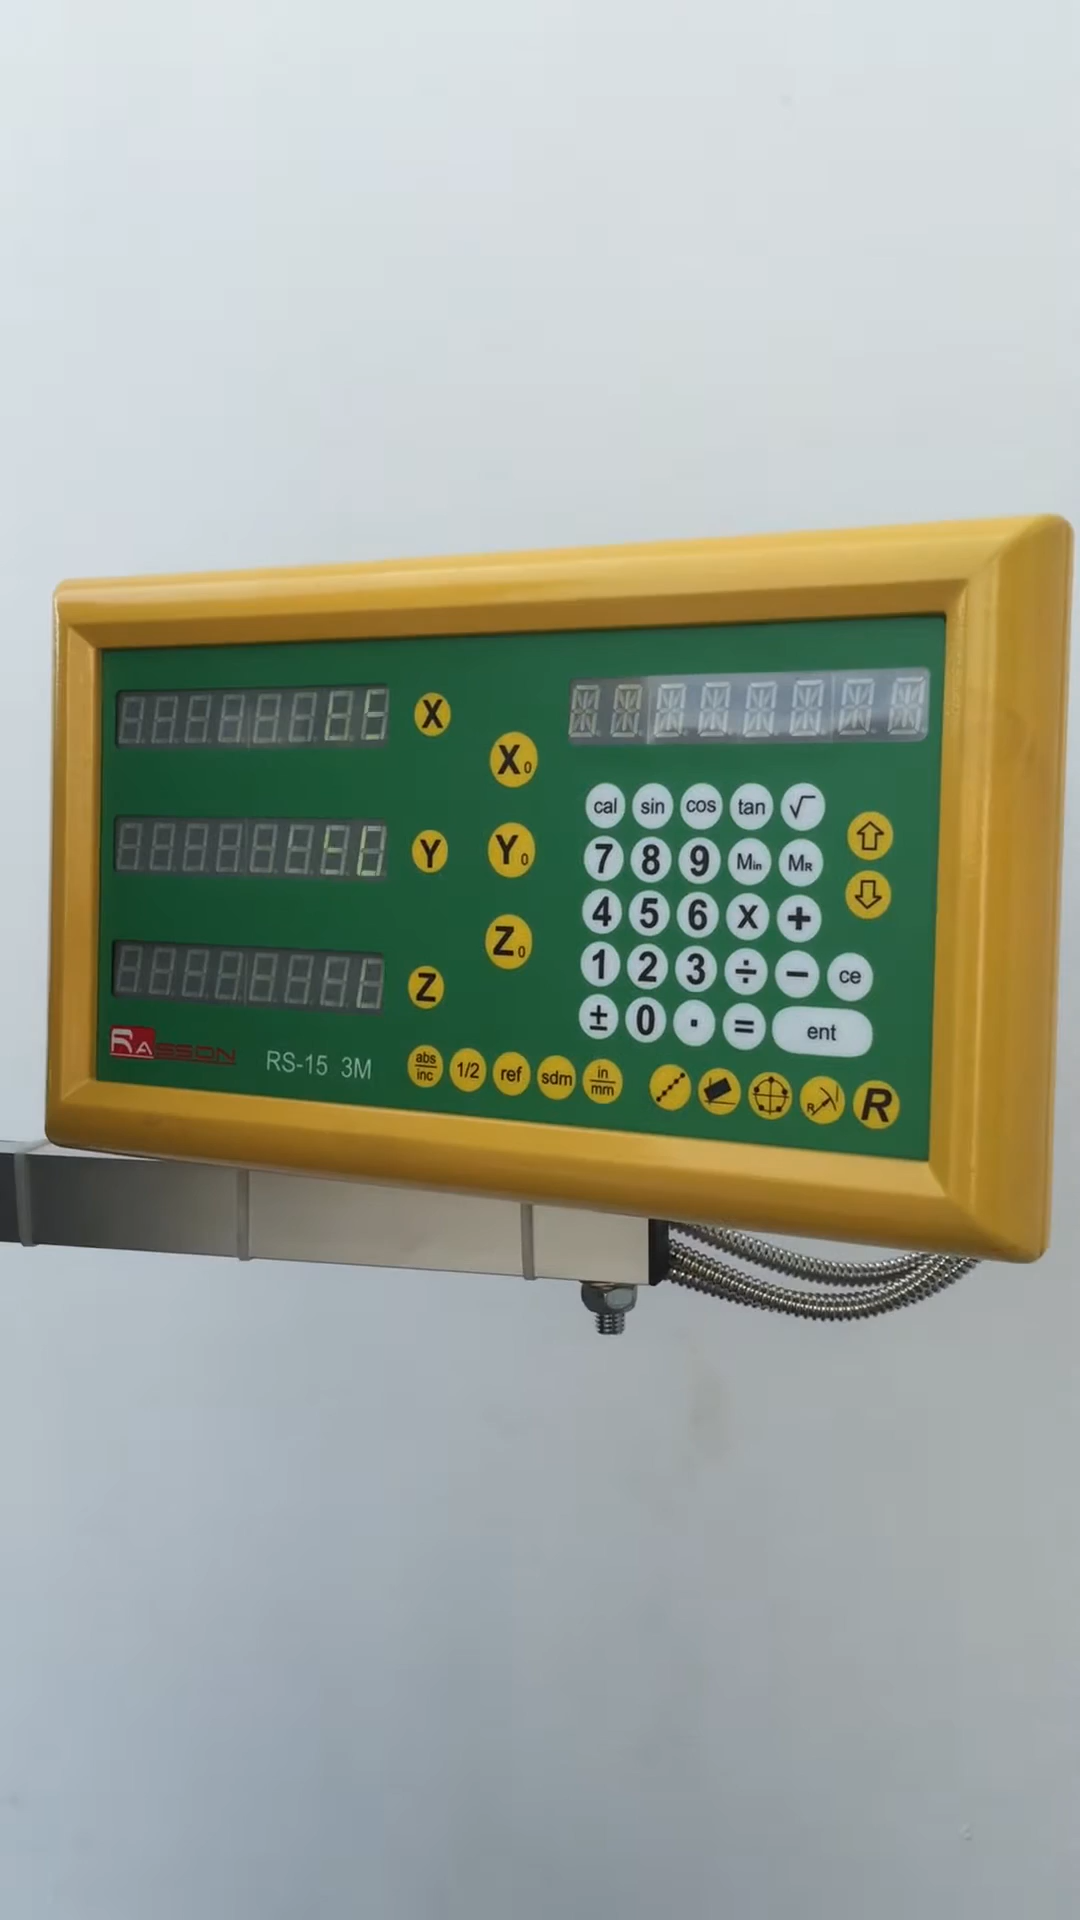 X
X₀
Y
Y₀
Z
Z₀
cal sin cos tan √
7 8 9 Min MR
4 5 6 X +
1 2 3 ÷ − ce
± 0 · = ent
RASSON
RS-15 3M
abs/inc 1/2 ref sdm in/mm R R